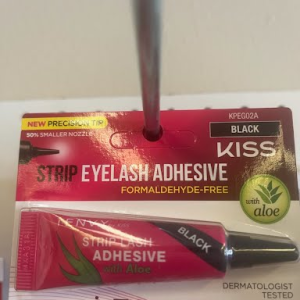 KPEG02A
NEW PRECISION TIP
BLACK
50% SMALLER NOZZLE
KISS
STRIP EYELASH ADHESIVE
FORMALDEHYDE-FREE
with
aloe
STRIP LASH
BLACK
ADHESIVE
with Aloe
DERMATOLOGIST
TESTED